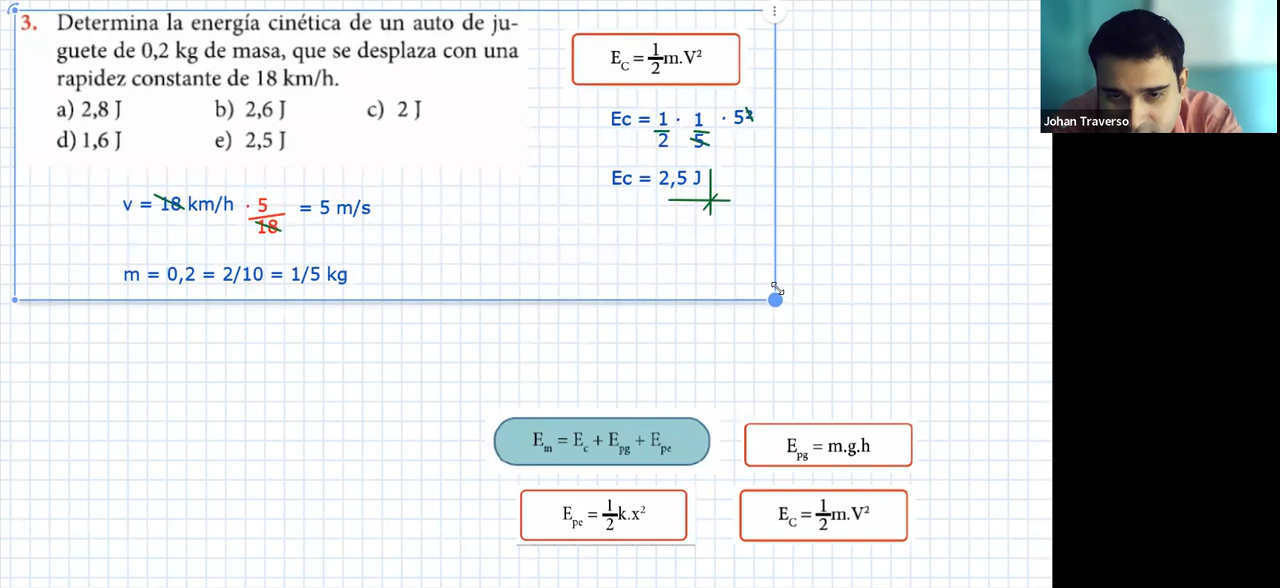 3. Determina la energía cinética de un auto de ju-
guete de 0,2 kg de masa, que se desplaza con una
rapidez constante de 18 km/h.
a) 2,8 J b) 2,6 J c) 2 J
d) 1,6 J e) 2,5 J
v = 18 km/h · 5/18 = 5 m/s
m = 0,2 = 2/10 = 1/5 kg
E_C = 1/2 m.V²
Ec = 1/2 · 1/5 · 5²
Ec = 2,5 J
Johan Traverso
E_m = E_c + E_pg + E_pe
E_pg = m.g.h
E_pe = 1/2 k.x²
E_C = 1/2 m.V²